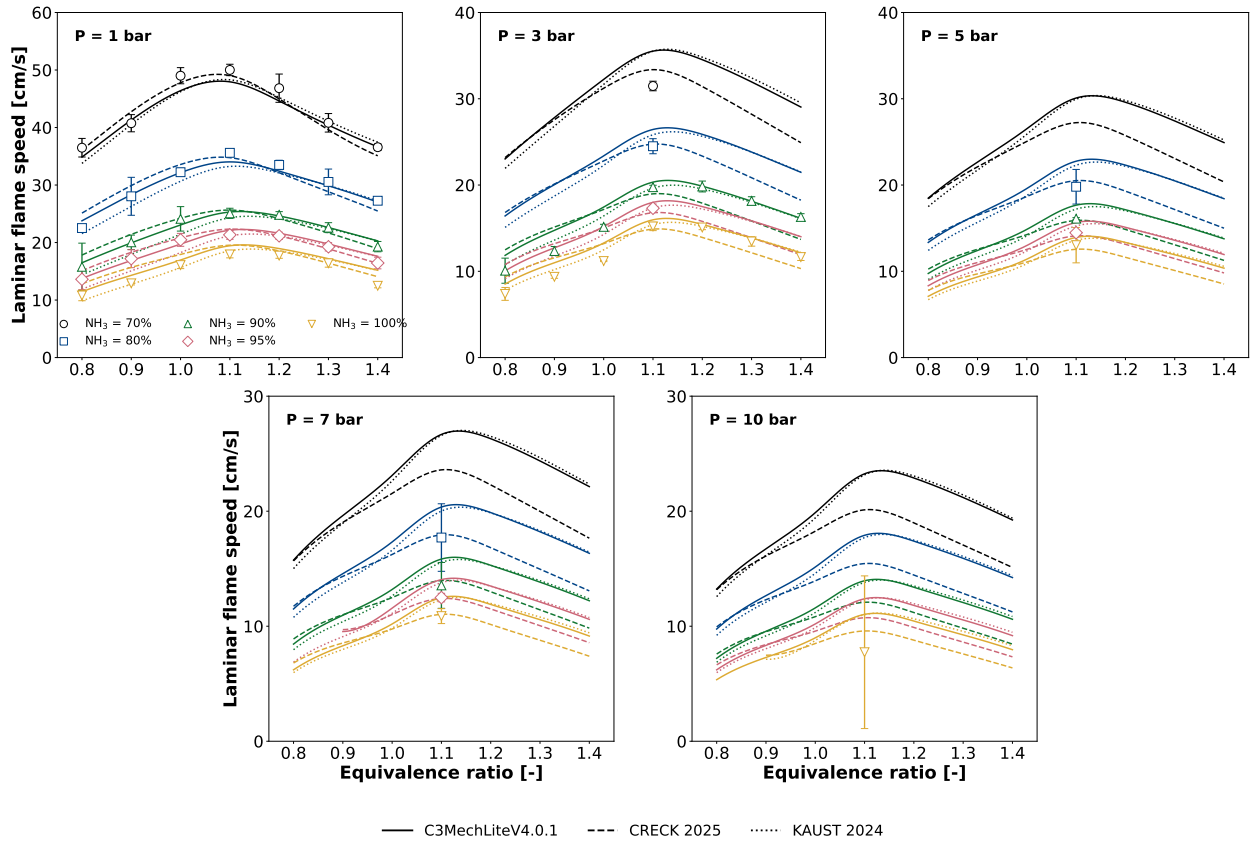 P = 1 bar
P = 3 bar
P = 5 bar
Laminar flame speed [cm/s]
60
50
40
30
20
10
0
NH₃ = 70%
NH₃ = 90%
NH₃ = 100%
NH₃ = 80%
NH₃ = 95%
0.8 0.9 1.0 1.1 1.2 1.3 1.4
40
30
20
10
0
0.8 0.9 1.0 1.1 1.2 1.3 1.4
40
30
20
10
0
0.8 0.9 1.0 1.1 1.2 1.3 1.4
P = 7 bar
P = 10 bar
Laminar flame speed [cm/s]
30
20
10
0
0.8 0.9 1.0 1.1 1.2 1.3 1.4
Equivalence ratio [-]
30
20
10
0
0.8 0.9 1.0 1.1 1.2 1.3 1.4
Equivalence ratio [-]
C3MechLiteV4.0.1
CRECK 2025
KAUST 2024